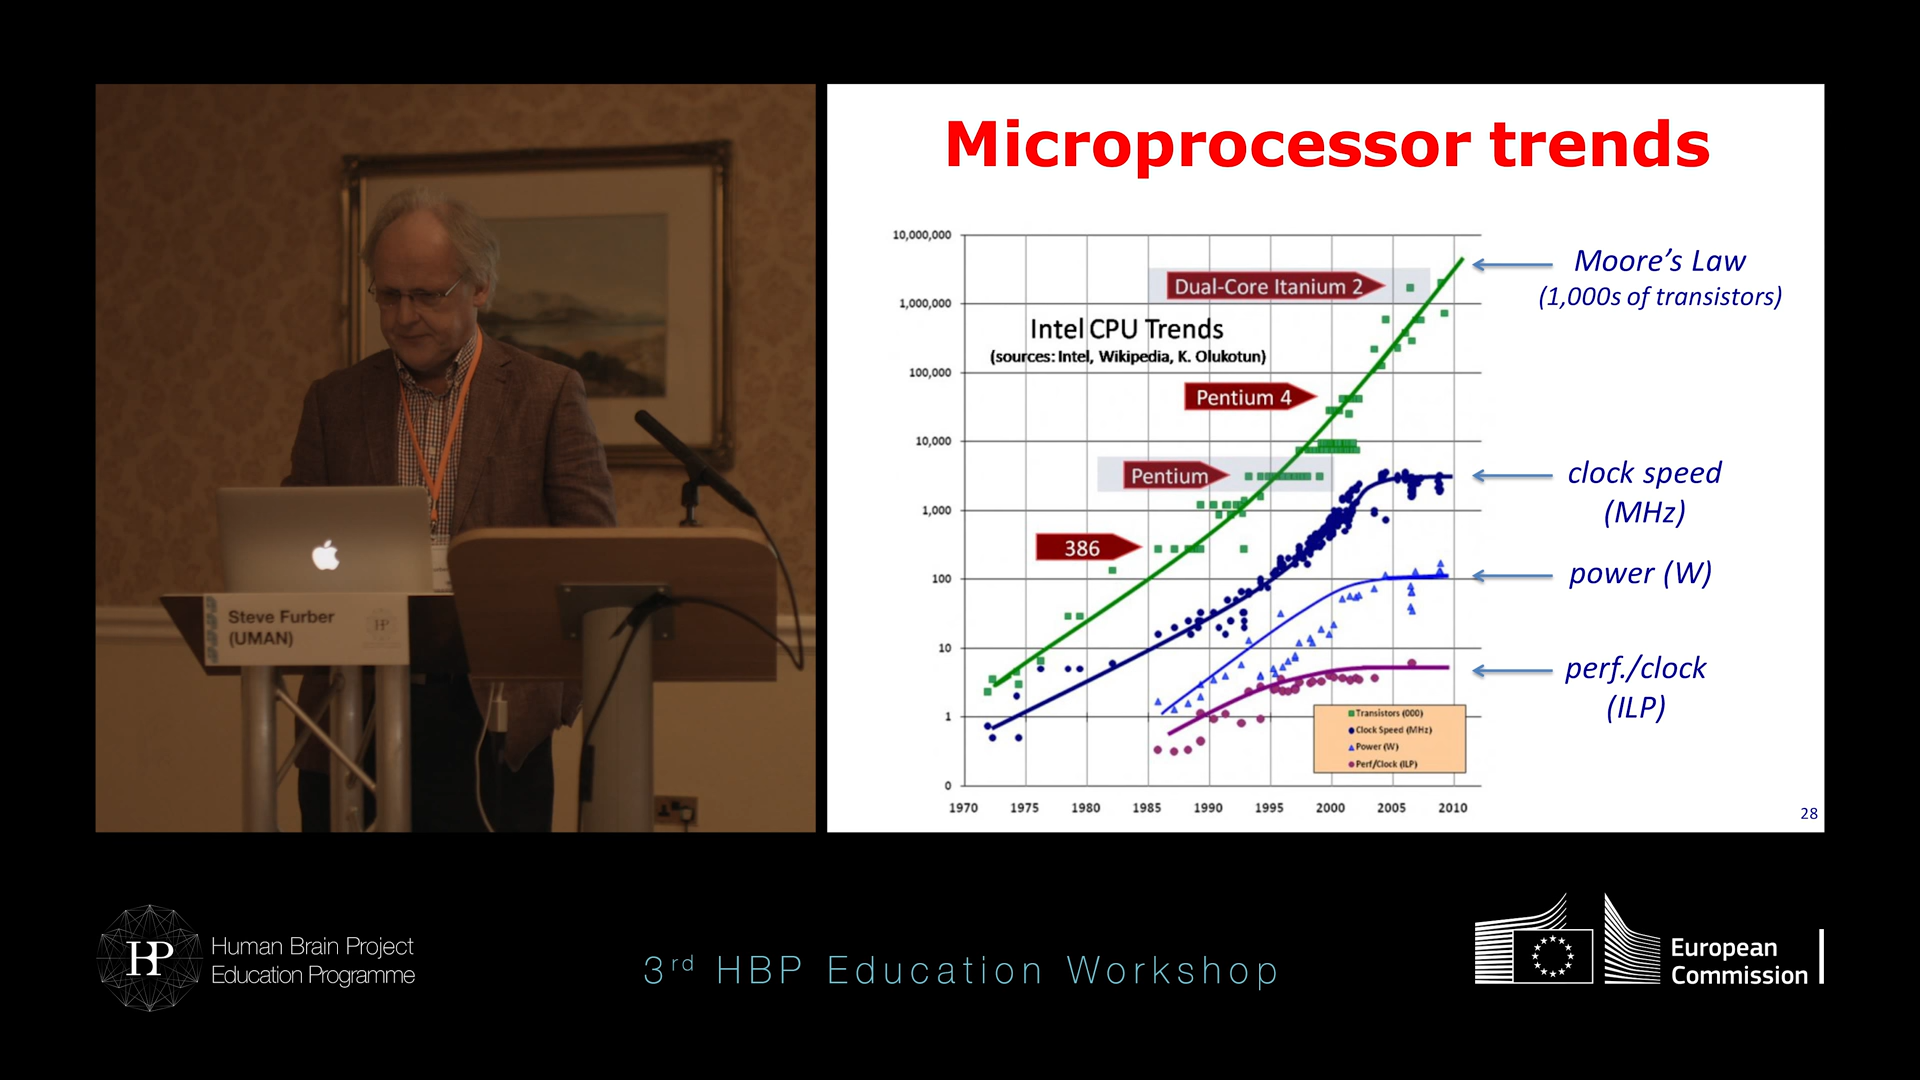 Microprocessor trends
10,000,000
1,000,000
100,000
10,000
1,000
100
10
1
0
1970 1975 1980 1985 1990 1995 2000 2005 2010
Dual-Core Itanium 2
Intel CPU Trends
(sources: Intel, Wikipedia, K. Olukotun)
Pentium 4
Pentium
386
Transistors (000)
Clock Speed (MHz)
Power (W)
Perf/Clock (ILP)
Moore's Law
(1,000s of transistors)
clock speed
(MHz)
power (W)
perf./clock
(ILP)
28
Steve Furber
(UMAN)
HP
HP
Human Brain Project
Education Programme
3rd HBP Education Workshop
European
Commission